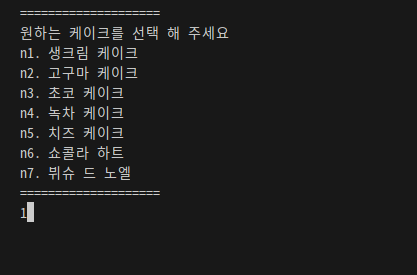 ====================
원하는 케이크를 선택 해 주세요
n1. 생크림 케이크
n2. 고구마 케이크
n3. 초코 케이크
n4. 녹차 케이크
n5. 치즈 케이크
n6. 쇼콜라 하트
n7. 뷔슈 드 노엘
====================
1